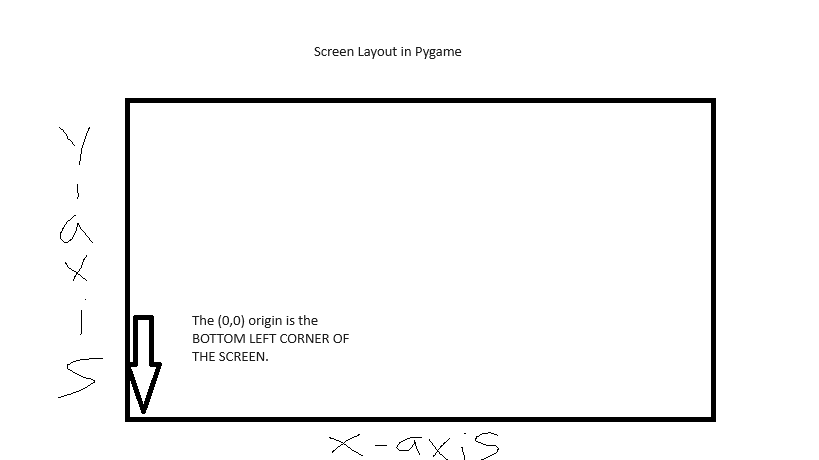 Screen Layout in Pygame
y-axis
The (0,0) origin is the
BOTTOM LEFT CORNER OF
THE SCREEN.
x-axis